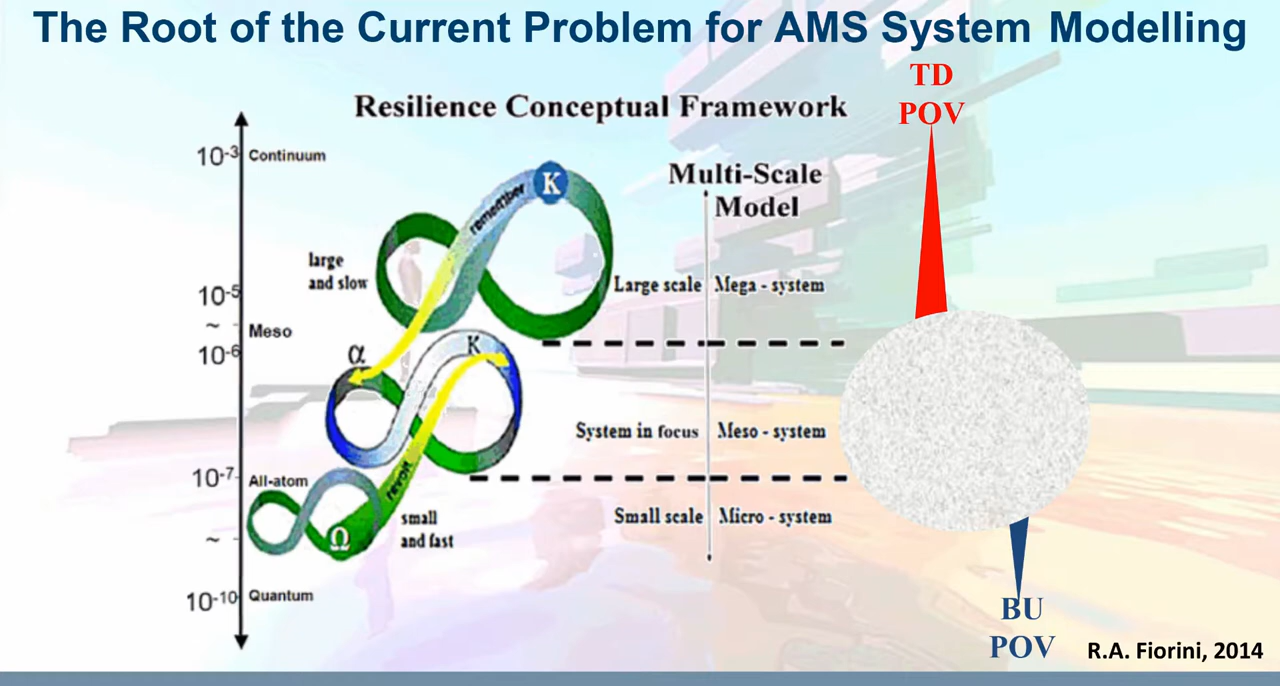 The Root of the Current Problem for AMS System Modelling
TD
POV
Resilience Conceptual Framework
10-3
Continuum
remember
K
Multi-Scale
Model
large
and slow
Large scale
Mega - system
10-5
~
Meso
10-6
α
K
System in focus
Meso - system
10-7
All-atom
revolt
Ω
small
and fast
Small scale
Micro - system
~
10-10
Quantum
BU
POV
R.A. Fiorini, 2014